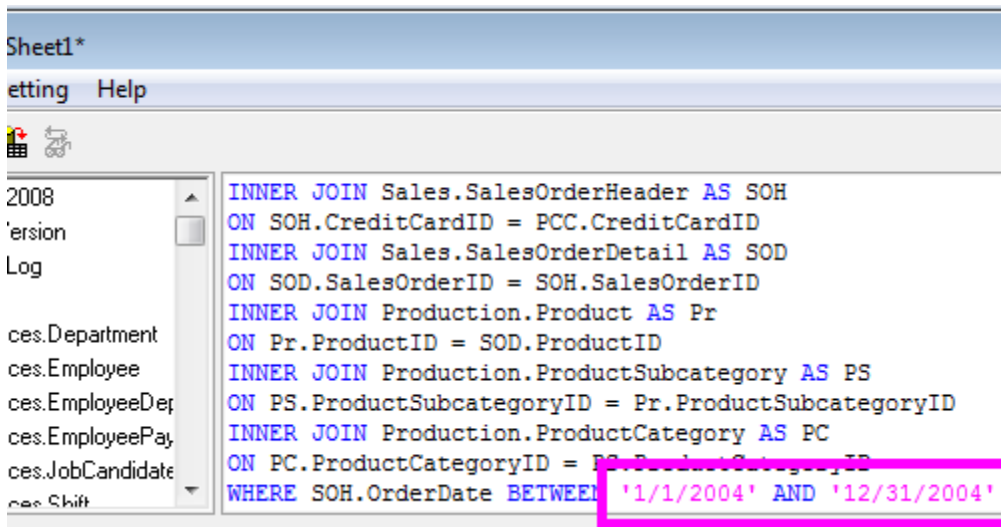 Sheet1*
etting Help
2008
ersion
Log
ces.Department
ces.Employee
ces.EmployeeDep
ces.EmployeePay
ces.JobCandidate
ces.Shift
INNER JOIN Sales.SalesOrderHeader AS SOH
ON SOH.CreditCardID = PCC.CreditCardID
INNER JOIN Sales.SalesOrderDetail AS SOD
ON SOD.SalesOrderID = SOH.SalesOrderID
INNER JOIN Production.Product AS Pr
ON Pr.ProductID = SOD.ProductID
INNER JOIN Production.ProductSubcategory AS PS
ON PS.ProductSubcategoryID = Pr.ProductSubcategoryID
INNER JOIN Production.ProductCategory AS PC
ON PC.ProductCategoryID = PS.ProductCategoryID
WHERE SOH.OrderDate BETWEEN '1/1/2004' AND '12/31/2004'